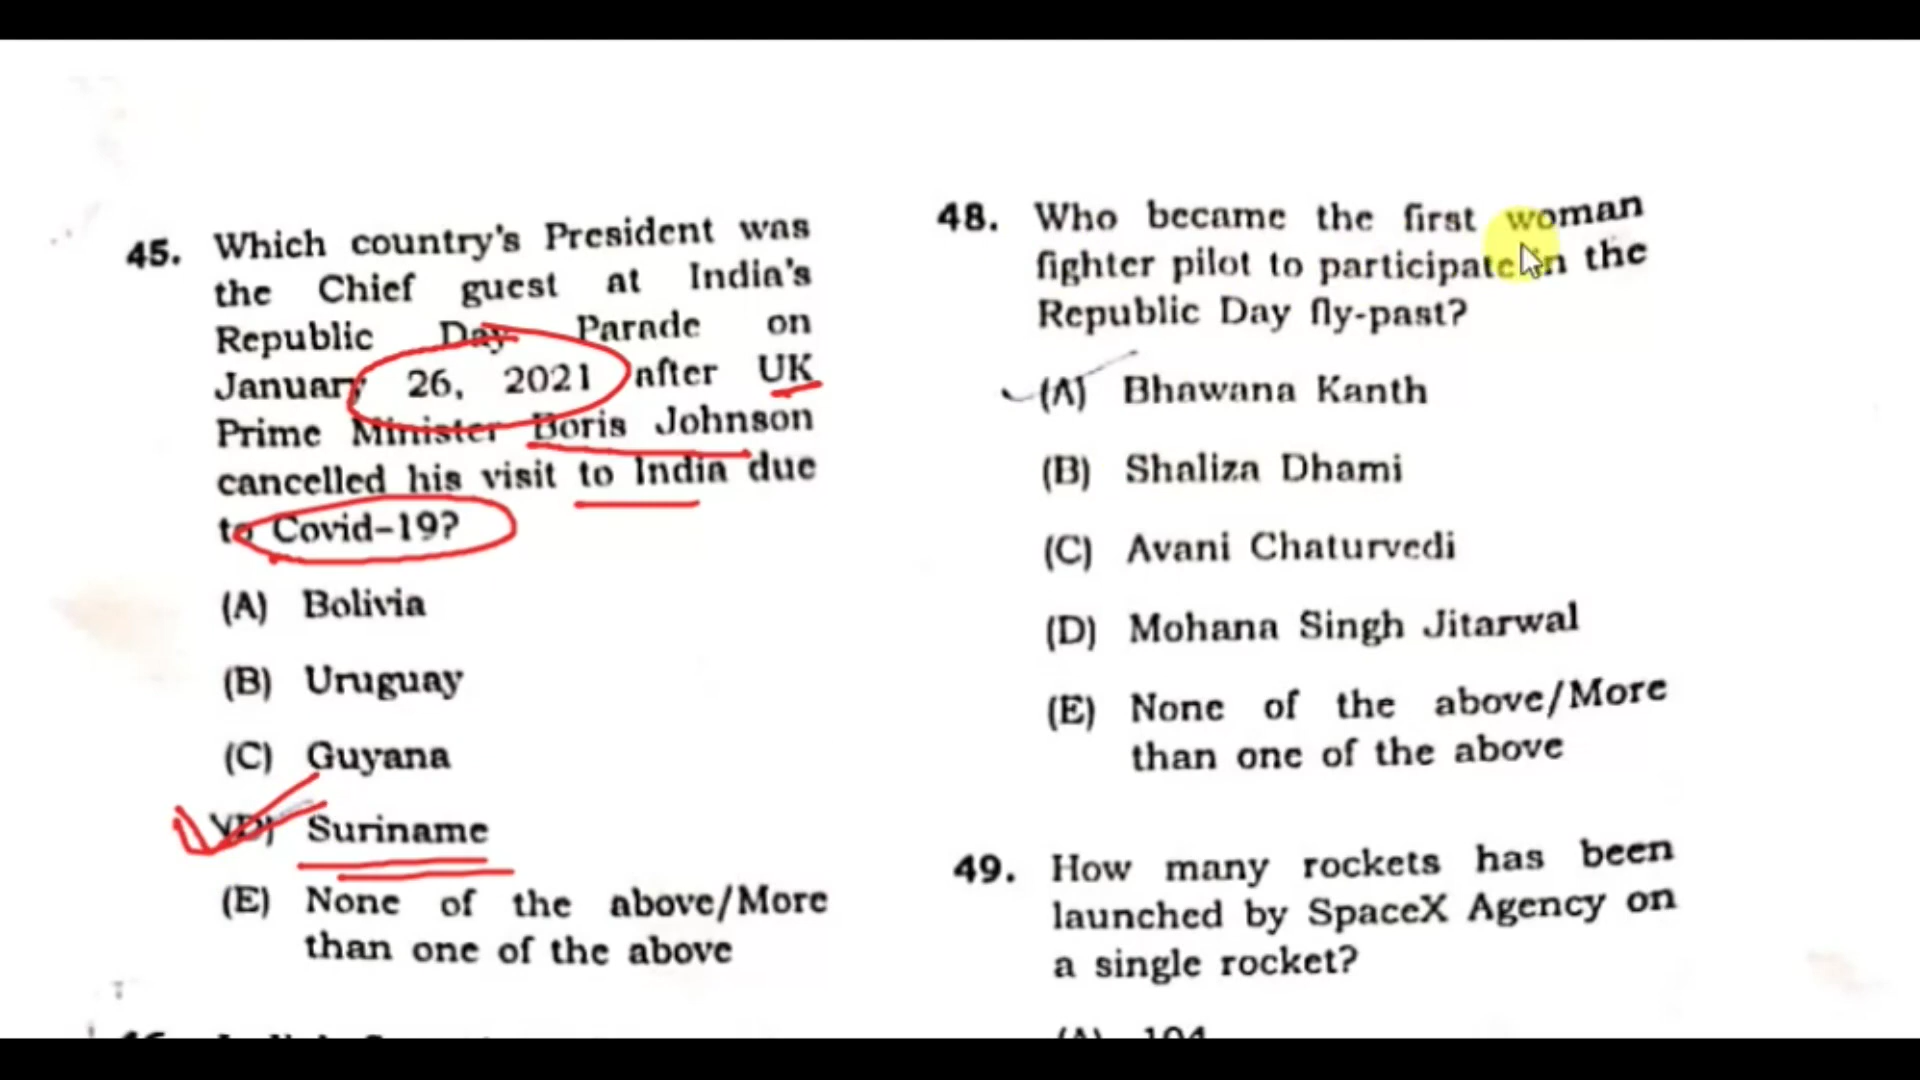 45. Which country's President was
the Chief guest at India's
Republic Day Parade on
January 26, 2021 after UK
Prime Minister Boris Johnson
cancelled his visit to India due
to Covid-19?
(A) Bolivia
(B) Uruguay
(C) Guyana
(D) Suriname
(E) None of the above/More
than one of the above
48. Who became the first woman
fighter pilot to participate in the
Republic Day fly-past?
(A) Bhawana Kanth
(B) Shaliza Dhami
(C) Avani Chaturvedi
(D) Mohana Singh Jitarwal
(E) None of the above/More
than one of the above
49. How many rockets has been
launched by SpaceX Agency on
a single rocket?